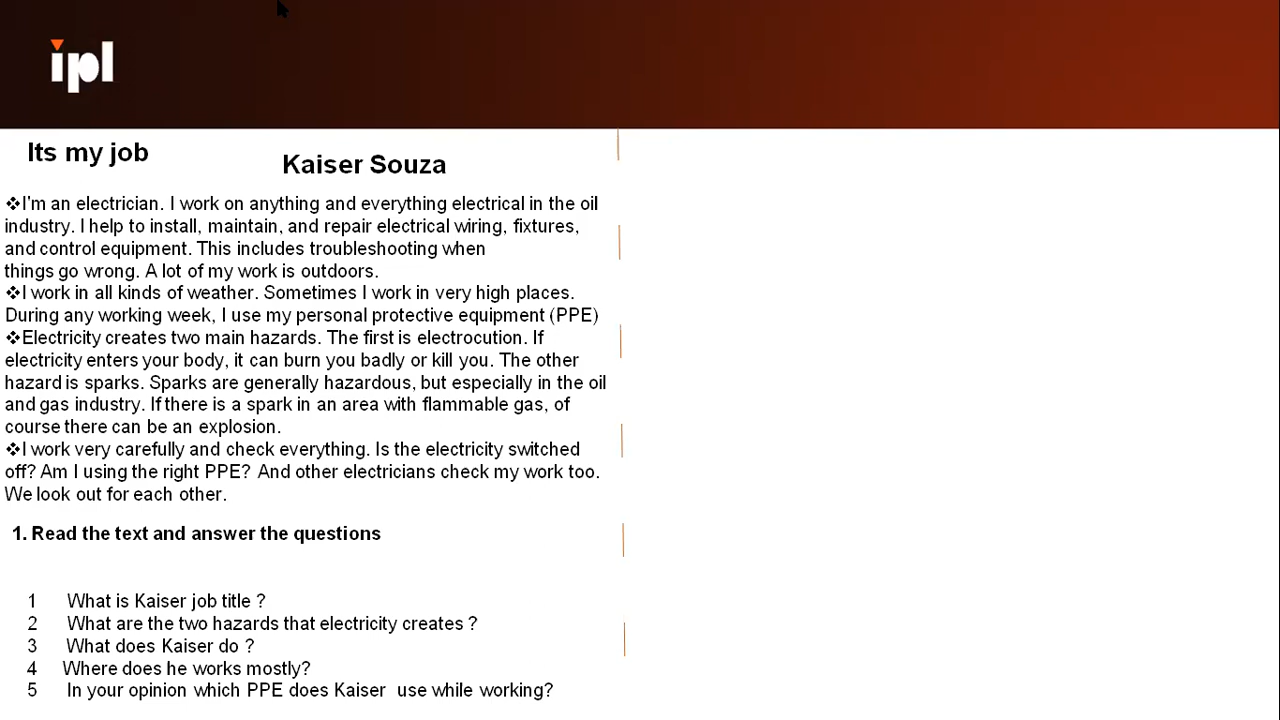 ipl
Its my job
Kaiser Souza
❖I'm an electrician. I work on anything and everything electrical in the oil
industry. I help to install, maintain, and repair electrical wiring, fixtures,
and control equipment. This includes troubleshooting when
things go wrong. A lot of my work is outdoors.
❖I work in all kinds of weather. Sometimes I work in very high places.
During any working week, I use my personal protective equipment (PPE)
❖Electricity creates two main hazards. The first is electrocution. If
electricity enters your body, it can burn you badly or kill you. The other
hazard is sparks. Sparks are generally hazardous, but especially in the oil
and gas industry. If there is a spark in an area with flammable gas, of
course there can be an explosion.
❖I work very carefully and check everything. Is the electricity switched
off? Am I using the right PPE? And other electricians check my work too.
We look out for each other.
1. Read the text and answer the questions
1 What is Kaiser job title ?
2 What are the two hazards that electricity creates ?
3 What does Kaiser do ?
4 Where does he works mostly?
5 In your opinion which PPE does Kaiser use while working?